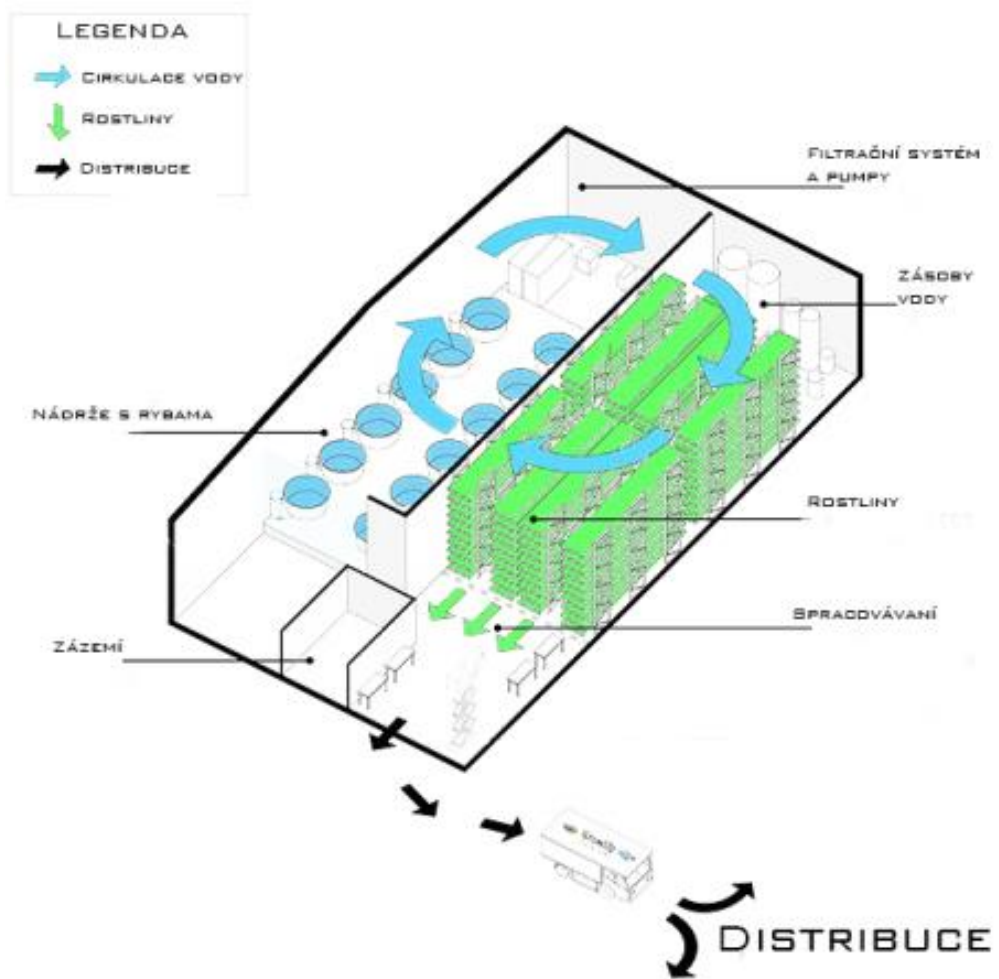 LEGENDA
CIRKULACE VODY
ROSTLINY
DISTRIBUCE
FILTRAČNÍ SYSTÉM
A PUMPY
ZÁSOBY
VODY
NÁDRŽE S RYBAMA
ROSTLINY
SPRACOVÁVANÍ
ZÁZEMÍ
DISTRIBUCE